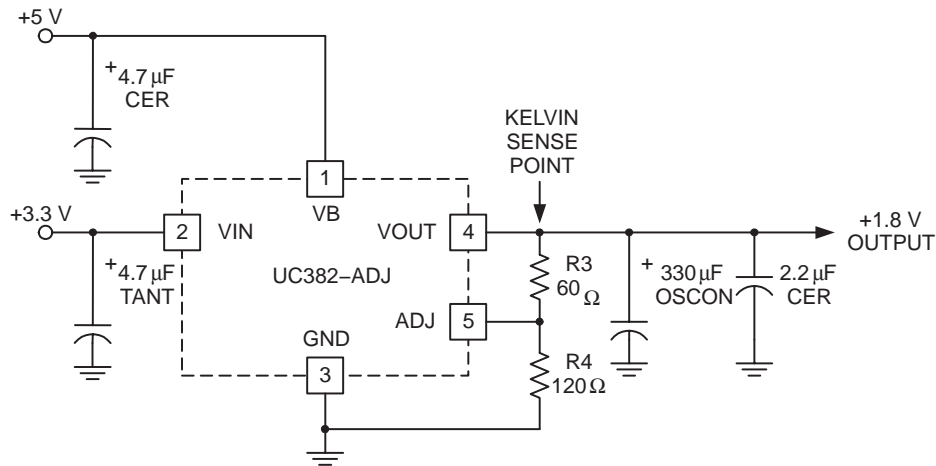 +5 V
+
4.7 µF
CER
KELVIN
SENSE
POINT
1
VB
+3.3 V
2
VIN
VOUT
4
+1.8 V
OUTPUT
+
4.7 µF
TANT
UC382–ADJ
R3
60 Ω
+
330 µF
OSCON
2.2 µF
CER
ADJ
5
GND
3
R4
120 Ω